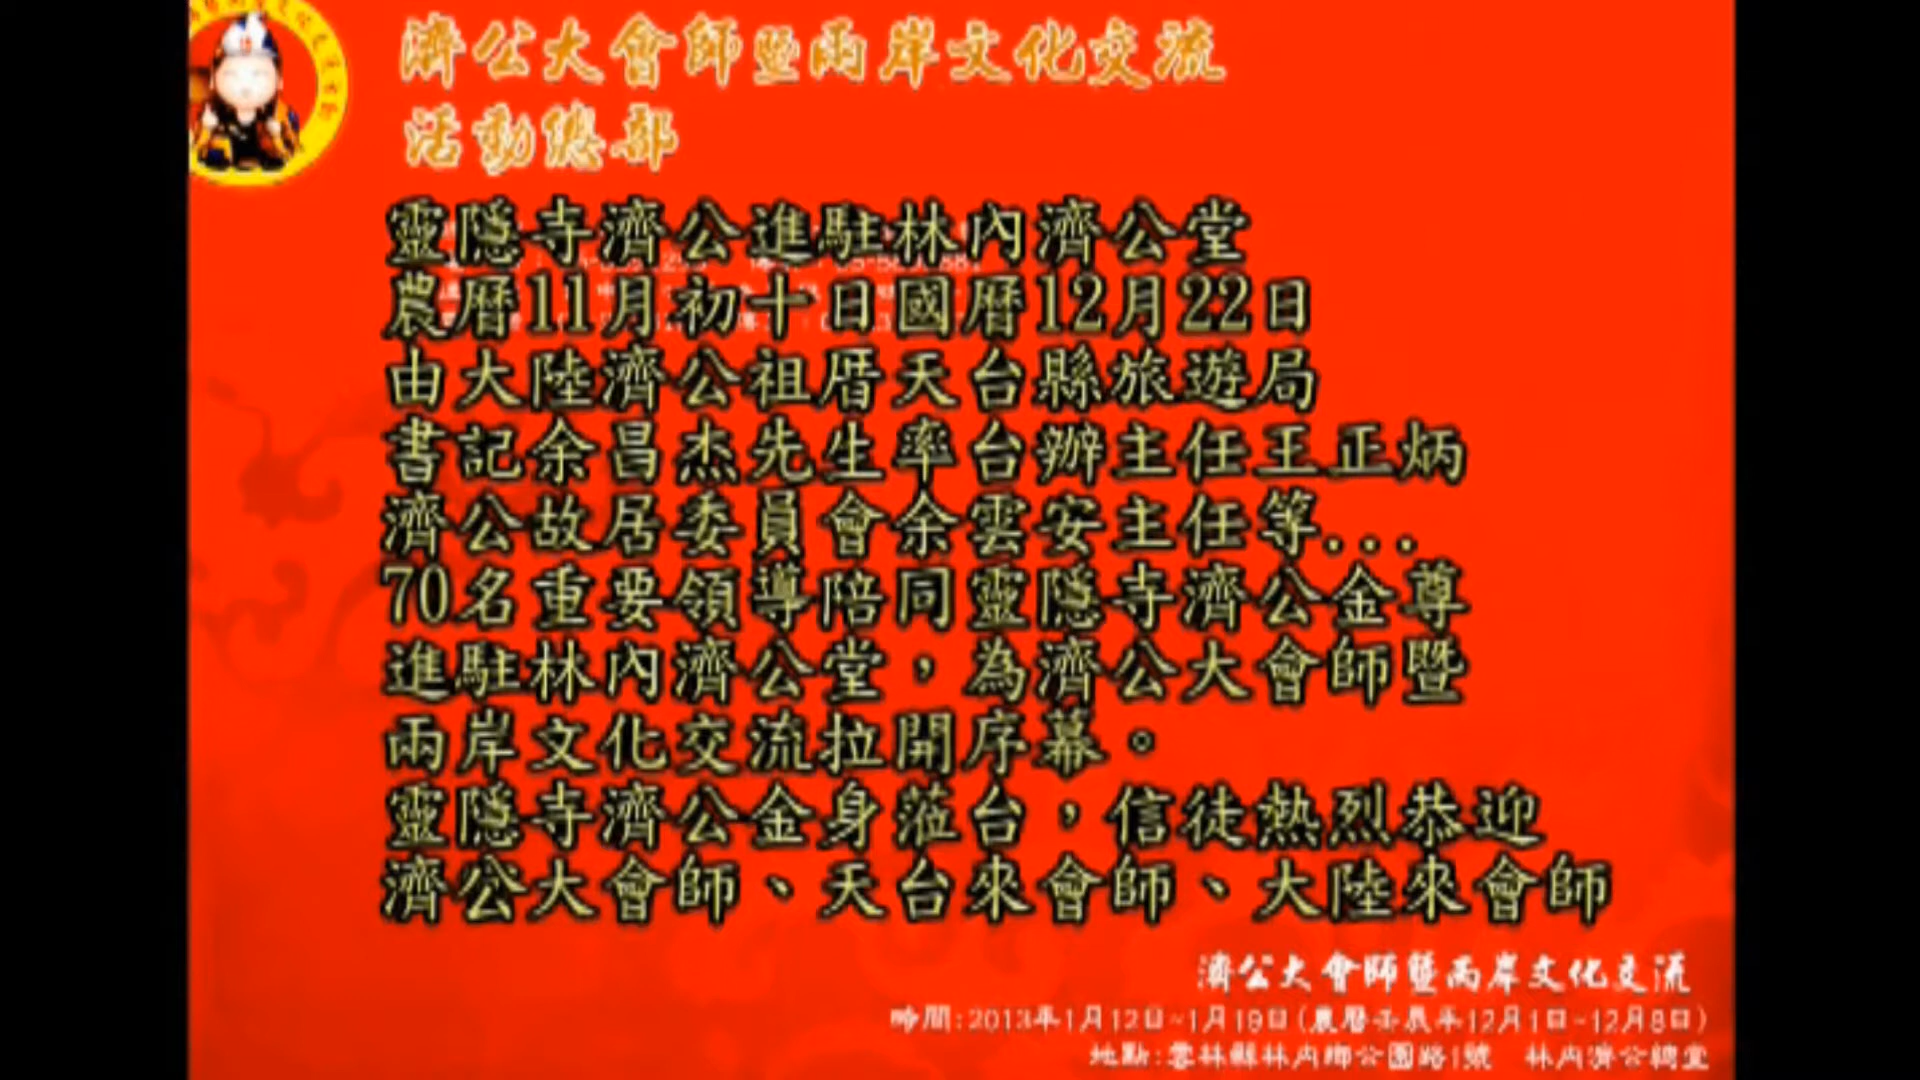 濟公大會師暨兩岸文化交流
活動總部
靈隱寺濟公進駐林內濟公堂
農曆11月初十日國曆12月22日
由大陸濟公祖厝天台縣旅遊局
書記余昌杰先生率台辦主任王正炳
濟公故居委員會余雲安主任等...
70名重要領導陪同靈隱寺濟公金尊
進駐林內濟公堂，為濟公大會師暨
兩岸文化交流拉開序幕。
靈隱寺濟公金身蒞台，信徒熱烈恭迎
濟公大會師、天台來會師、大陸來會師
濟公大會師暨兩岸文化交流
時間:2013年1月12日~1月19日(農曆壬辰年12月1日~12月8日)
地點:雲林縣林內鄉公園路1號 林內濟公總堂